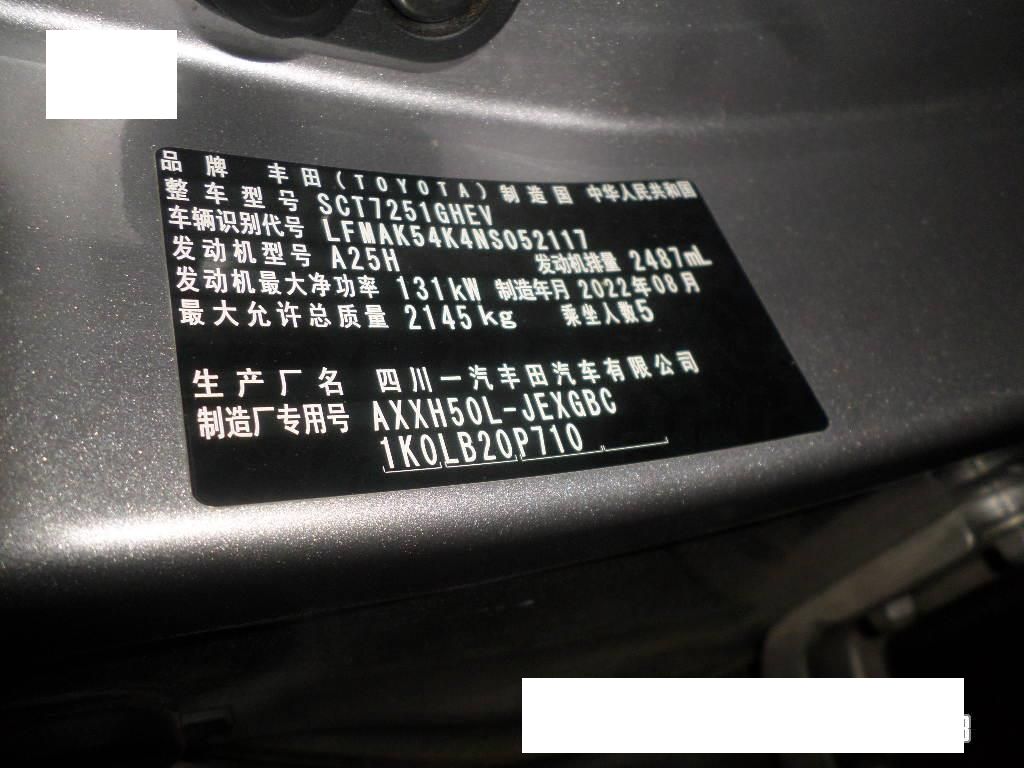 品牌 丰田(TOYOTA) 制造国 中华人民共和国
整车型号 SCT7251GHEV
车辆识别代号 LFMAK54K4NS052117
发动机型号 A25H 发动机排量 2487mL
发动机最大净功率 131kW 制造年月 2022年08月
最大允许总质量 2145kg 乘坐人数5
生产厂名 四川一汽丰田汽车有限公司
制造厂专用号 AXXH50L-JEXGBC
1K0LB20P710